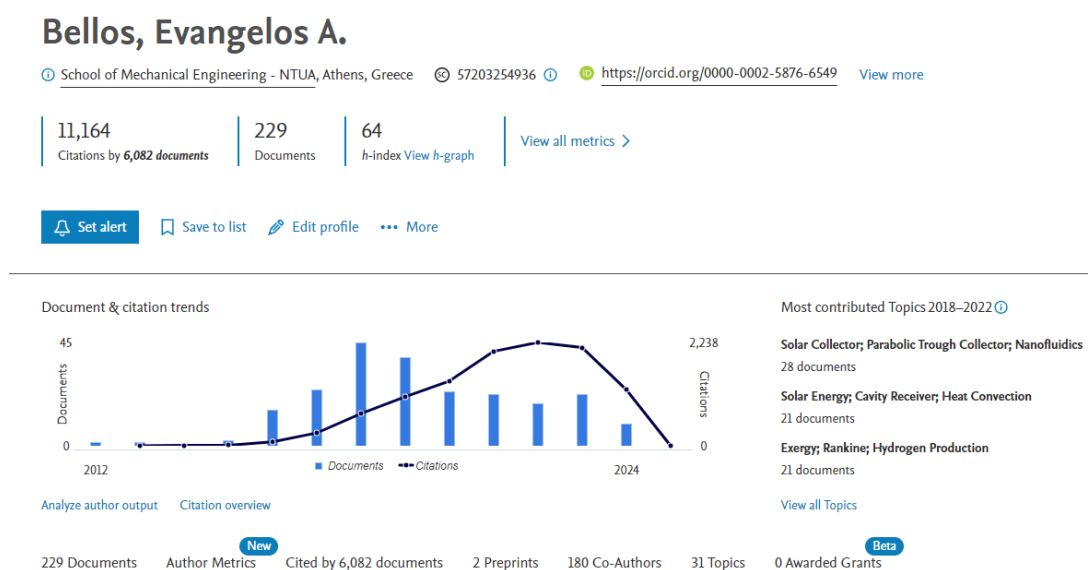 Bellos, Evangelos A.
School of Mechanical Engineering - NTUA, Athens, Greece SC 57203254936 iD https://orcid.org/0000-0002-5876-6549 View more
11,164 229 64
Citations by 6,082 documents Documents h-index View h-graph View all metrics
Set alert Save to list Edit profile More
Document & citation trends Most contributed Topics 2018–2022
45 2,238
Documents Citations
0 0
2012 Documents Citations 2024
Solar Collector; Parabolic Trough Collector; Nanofluidics
28 documents
Solar Energy; Cavity Receiver; Heat Convection
21 documents
Exergy; Rankine; Hydrogen Production
21 documents
Analyze author output Citation overview View all Topics
New Beta
229 Documents Author Metrics Cited by 6,082 documents 2 Preprints 180 Co-Authors 31 Topics 0 Awarded Grants